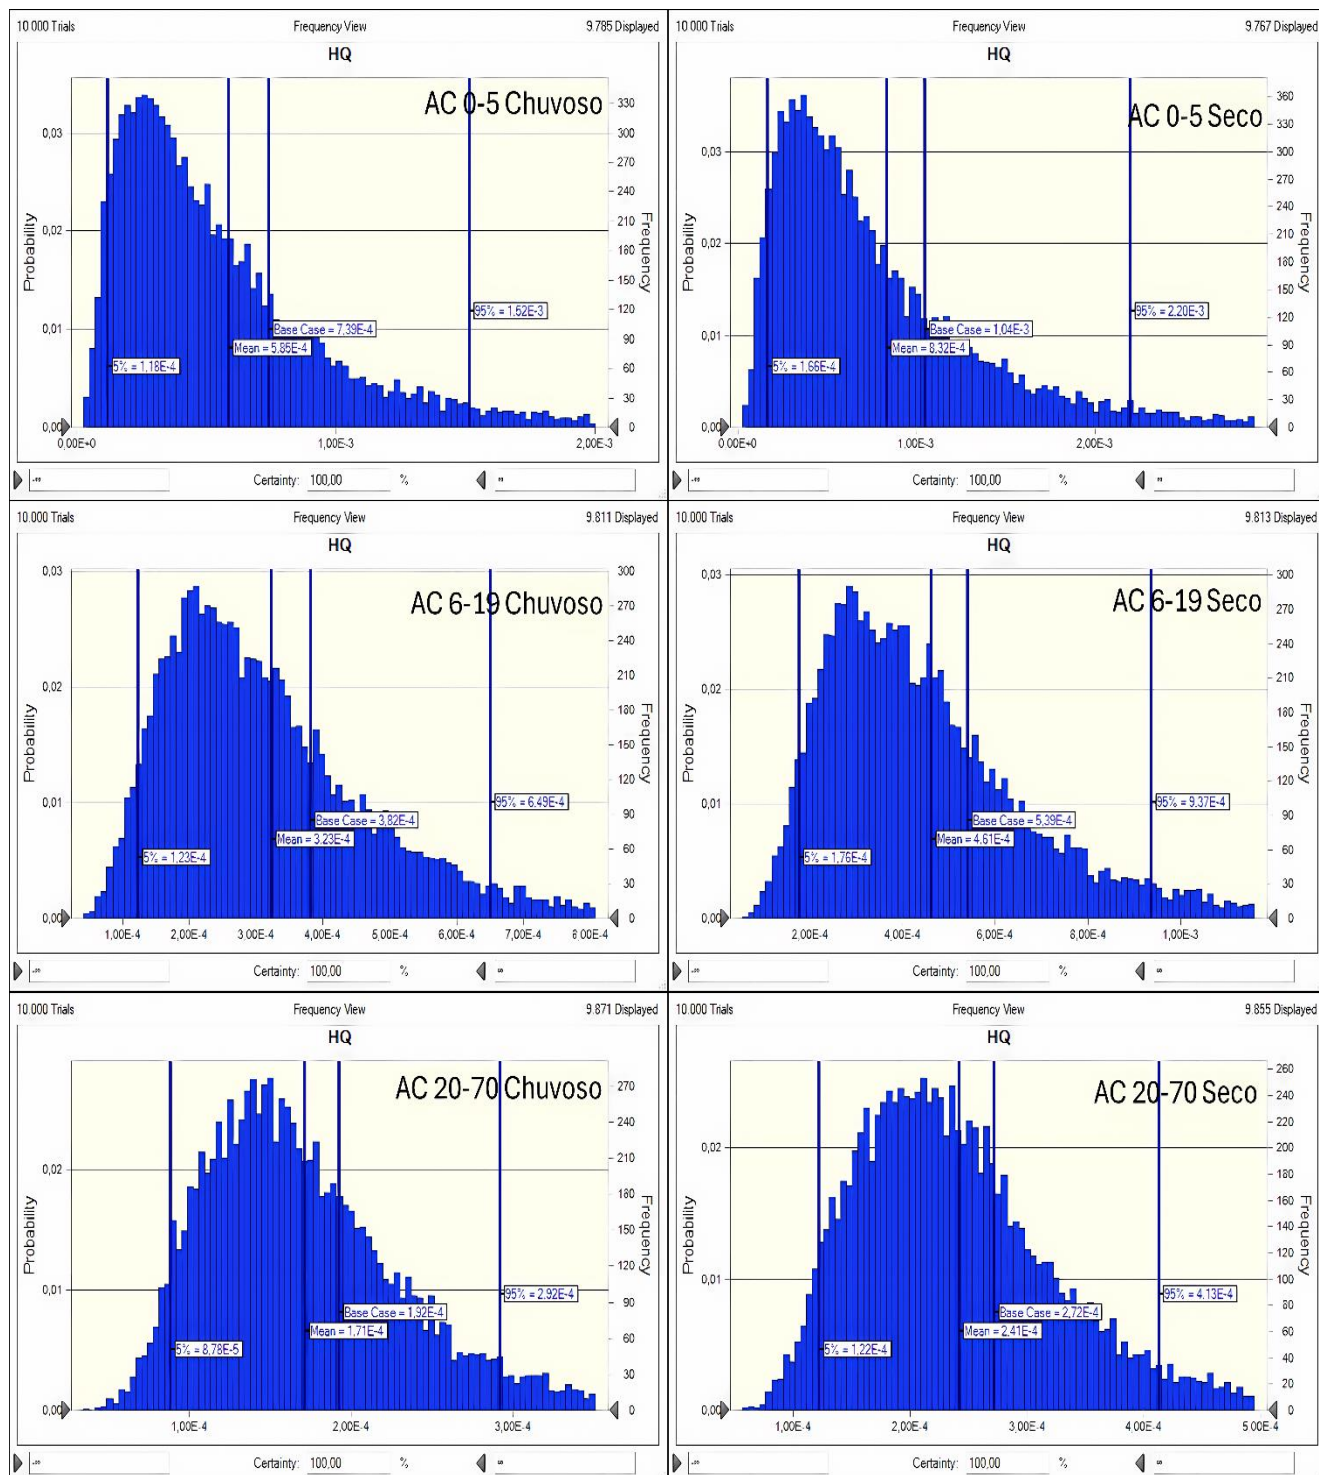 10 000 Trials Frequency View 9.785 Displayed
HQ
AC 0-5 Chuvoso
Probability
Frequency
0,03
0,02
0,01
0,00
330
300
270
240
210
180
150
120
90
60
30
0
95% = 1.52E-3
Base Case = 7,39E-4
Mean = 5.85E-4
5% = 1,18E-4
0,00E+0 1,00E-3 2,00E-3
-∞ Certainty: 100,00 % ∞
10.000 Trials Frequency View 9.767 Displayed
HQ
AC 0-5 Seco
Probability
Frequency
0,03
0,02
0,01
0,00
360
330
300
270
240
210
180
150
120
90
60
30
0
95% = 2.20E-3
Base Case = 1,04E-3
Mean = 8,32E-4
5% = 1,66E-4
0,00E+0 1,00E-3 2,00E-3
-∞ Certainty: 100,00 % ∞
10.000 Trials Frequency View 9.811 Displayed
HQ
AC 6-19 Chuvoso
Probability
Frequency
0,03
0,02
0,01
0,00
300
270
240
210
180
150
120
90
60
30
0
95% = 6.49E-4
Base Case = 3,82E-4
Mean = 3.23E-4
5% = 1,23E-4
1,00E-4 2,00E-4 3,00E-4 4,00E-4 5,00E-4 6,00E-4 7,00E-4 8,00E-4
-∞ Certainty: 100,00 % ∞
10.000 Trials Frequency View 9.813 Displayed
HQ
AC 6-19 Seco
Probability
Frequency
0,03
0,02
0,01
0,00
300
270
240
210
180
150
120
90
60
30
0
95% = 9.37E-4
Base Case = 5,39E-4
Mean = 4.61E-4
5% = 1,76E-4
2,00E-4 4,00E-4 6,00E-4 8,00E-4 1,00E-3
-∞ Certainty: 100,00 % ∞
10.000 Trials Frequency View 9.871 Displayed
HQ
AC 20-70 Chuvoso
Probability
Frequency
0,02
0,01
0,00
270
240
210
180
150
120
90
60
30
0
95% = 2.92E-4
Base Case = 1,92E-4
Mean = 1,71E-4
5% = 8,78E-5
1,00E-4 2,00E-4 3,00E-4
-∞ Certainty: 100,00 % ∞
10.000 Trials Frequency View 9.855 Displayed
HQ
AC 20-70 Seco
Probability
Frequency
0,02
0,01
0,00
260
240
220
200
180
160
140
120
100
80
60
40
20
0
95% = 4,13E-4
Base Case = 2,72E-4
Mean = 2,41E-4
5% = 1,22E-4
1,00E-4 2,00E-4 3,00E-4 4,00E-4 5,00E-4
-∞ Certainty: 100,00 % ∞